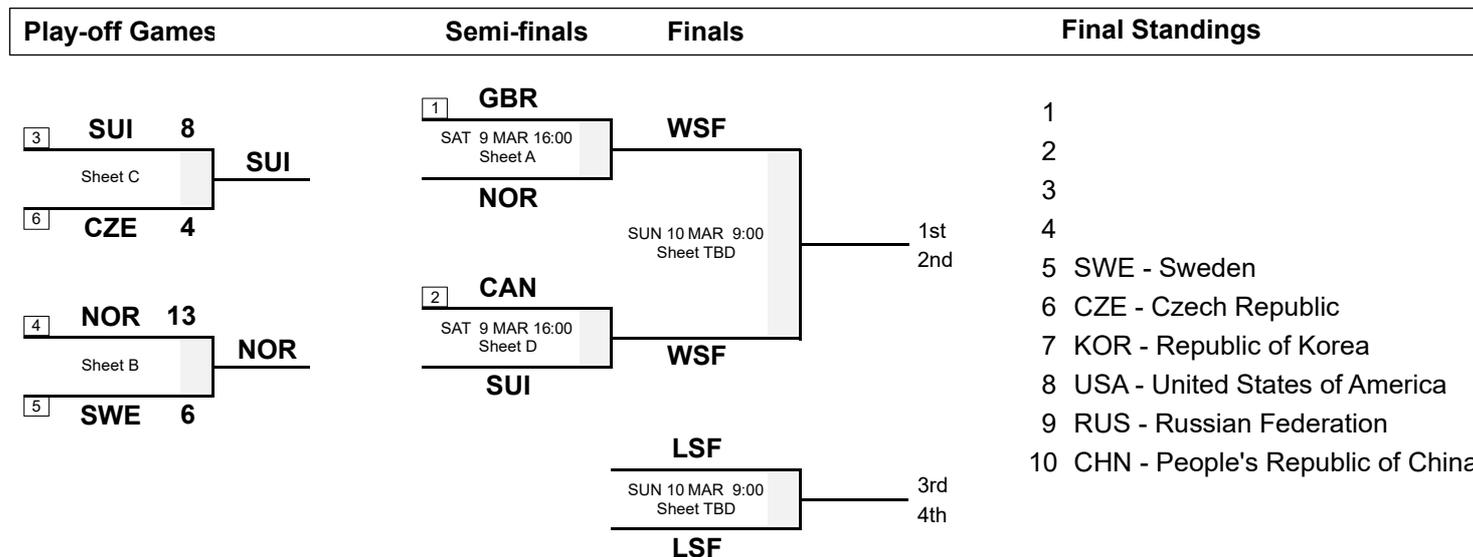 Play-off Games
Semi-finals
Finals
Final Standings
3
SUI 8
Sheet C
SUI
6
CZE 4
4
NOR 13
Sheet B
NOR
5
SWE 6
1
GBR
SAT 9 MAR 16:00
Sheet A
NOR
2
CAN
SAT 9 MAR 16:00
Sheet D
SUI
WSF
SUN 10 MAR 9:00
Sheet TBD
WSF
1st
2nd
LSF
SUN 10 MAR 9:00
Sheet TBD
LSF
3rd
4th
1
2
3
4
5 SWE - Sweden
6 CZE - Czech Republic
7 KOR - Republic of Korea
8 USA - United States of America
9 RUS - Russian Federation
10 CHN - People's Republic of China